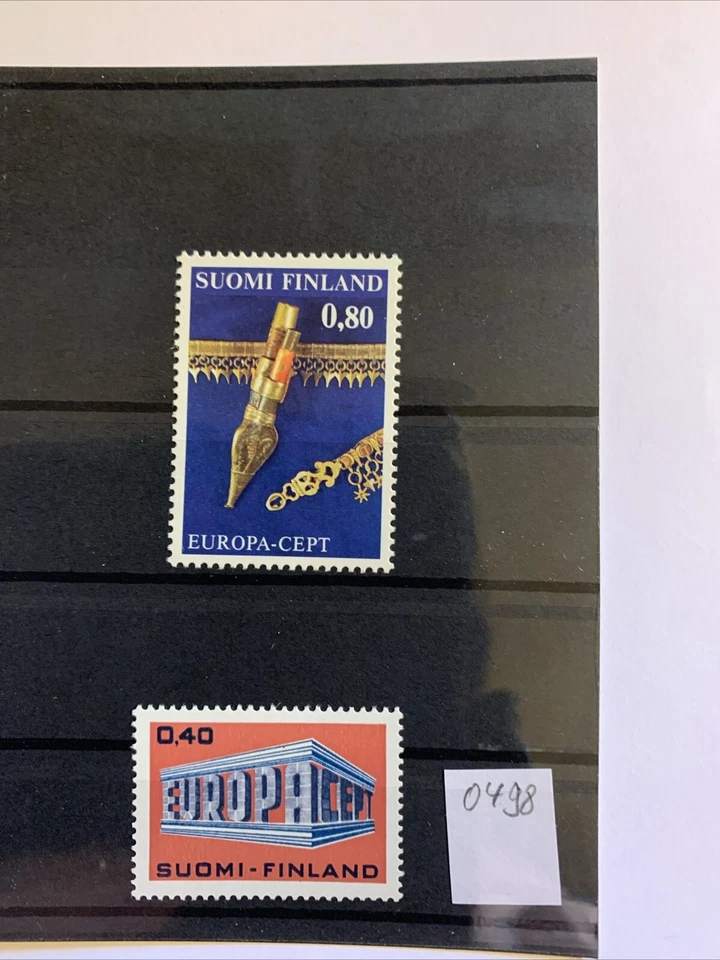 SUOMI FINLAND
0,80
EUROPA-CEPT
0,40
EUROPA CEPT
SUOMI-FINLAND
0498